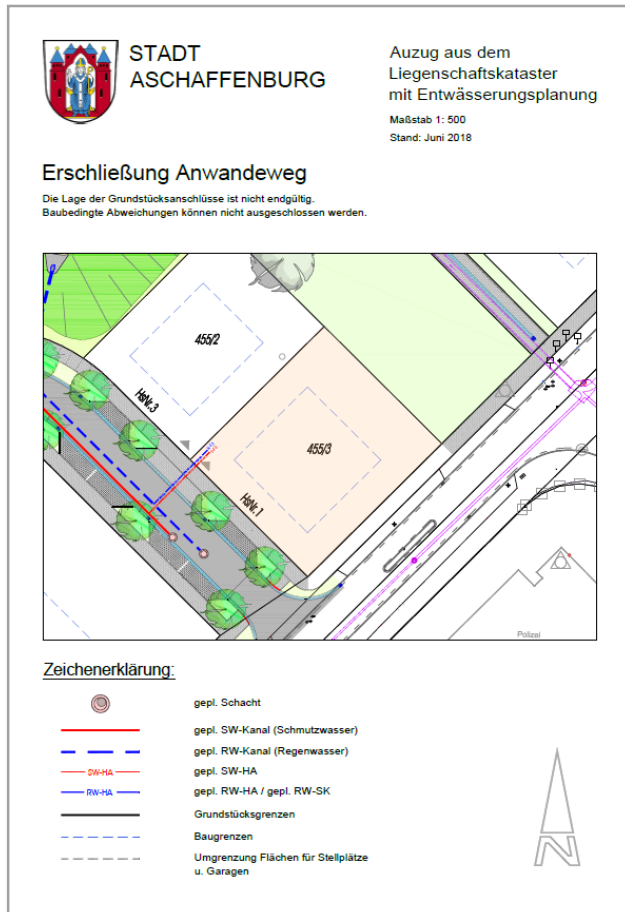 STADT
ASCHAFFENBURG
Auzug aus dem
Liegenschaftskataster
mit Entwässerungsplanung
Maßstab 1: 500
Stand: Juni 2018
Erschließung Anwandeweg
Die Lage der Grundstücksanschlüsse ist nicht endgültig.
Baubedingte Abweichungen können nicht ausgeschlossen werden.
455/2
HsNr.3
455/3
HsNr.1
Polizei
Zeichenerklärung:
gepl. Schacht
gepl. SW-Kanal (Schmutzwasser)
gepl. RW-Kanal (Regenwasser)
SW-HA
gepl. SW-HA
RW-HA
gepl. RW-HA / gepl. RW-SK
Grundstücksgrenzen
Baugrenzen
Umgrenzung Flächen für Stellplätze
u. Garagen
N